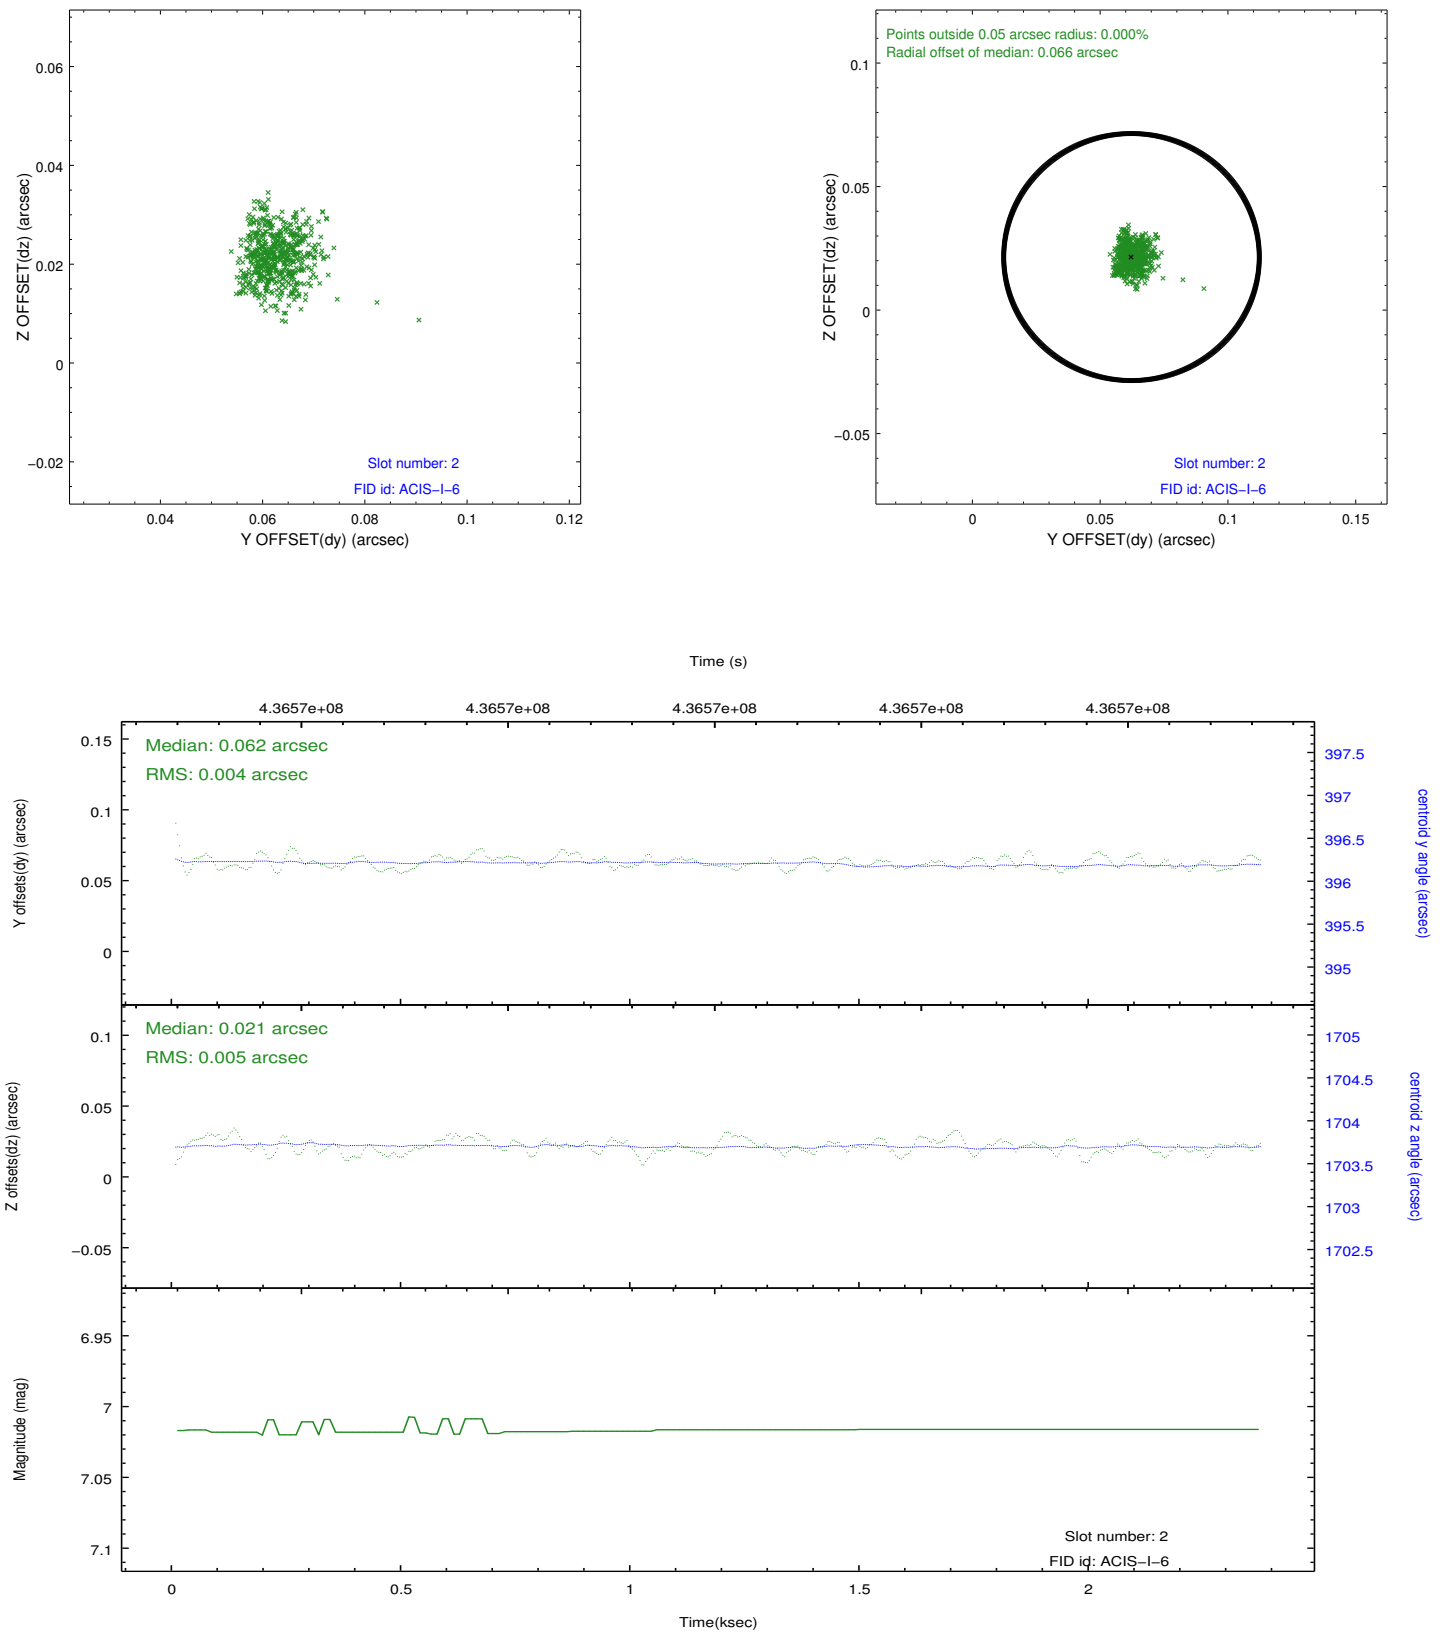 0.06
0.04
0.02
0
−0.02
Z OFFSET(dz) (arcsec)
Slot number: 2
FID id: ACIS−I−6
0.04
0.06
0.08
0.1
0.12
Y OFFSET(dy) (arcsec)
Points outside 0.05 arcsec radius: 0.000%
Radial offset of median: 0.066 arcsec
0.1
0.05
0
−0.05
Z OFFSET(dz) (arcsec)
Slot number: 2
FID id: ACIS−I−6
0
0.05
0.1
0.15
Y OFFSET(dy) (arcsec)
Time (s)
4.3657e+08
4.3657e+08
4.3657e+08
4.3657e+08
4.3657e+08
Median: 0.062 arcsec
RMS: 0.004 arcsec
0.15
0.1
0.05
0
Y offsets(dy) (arcsec)
397.5
397
396.5
396
395.5
395
centroid y angle (arcsec)
Median: 0.021 arcsec
RMS: 0.005 arcsec
0.1
0.05
0
−0.05
Z offsets(dz) (arcsec)
1705
1704.5
1704
1703.5
1703
1702.5
centroid z angle (arcsec)
6.95
7
7.05
7.1
Magnitude (mag)
Slot number: 2
FID id: ACIS−I−6
0
0.5
1
1.5
2
Time(ksec)